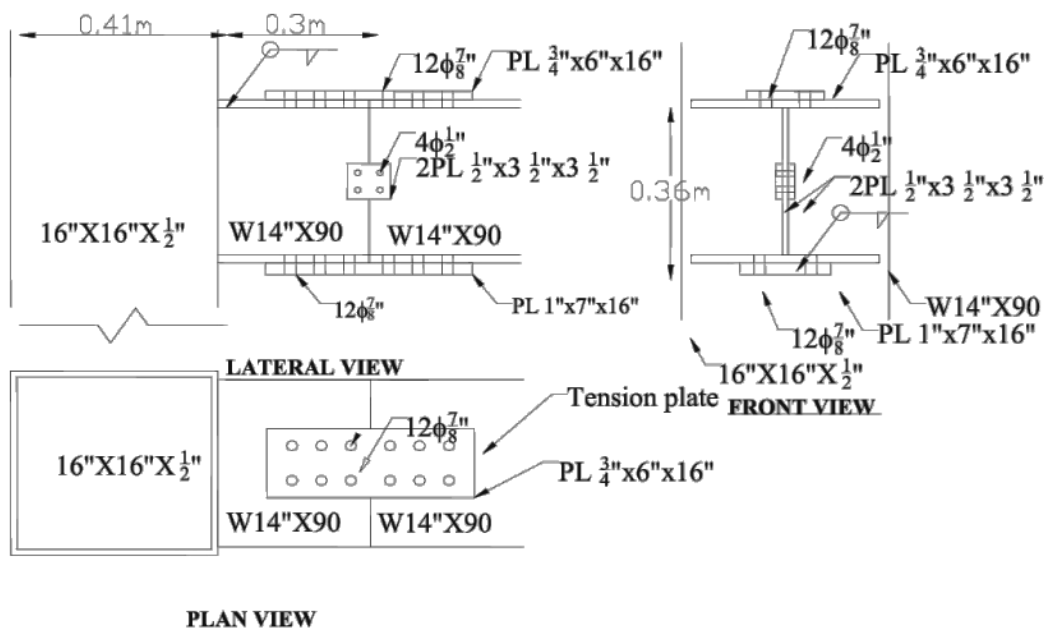 0.41m
0.3m
12ϕ⅞"
PL ¾"x6"x16"
4ϕ½"
2PL ½"x3 ½"x3 ½"
16"X16"X½"
W14"X90
W14"X90
12ϕ⅞"
PL 1"x7"x16"
LATERAL VIEW
12ϕ⅞"
PL ¾"x6"x16"
4ϕ½"
2PL ½"x3 ½"x3 ½"
0.36m
W14"X90
12ϕ⅞"
PL 1"x7"x16"
16"X16"X½"
FRONT VIEW
Tension plate
12ϕ⅞"
16"X16"X½"
PL ¾"x6"x16"
W14"X90
W14"X90
PLAN VIEW